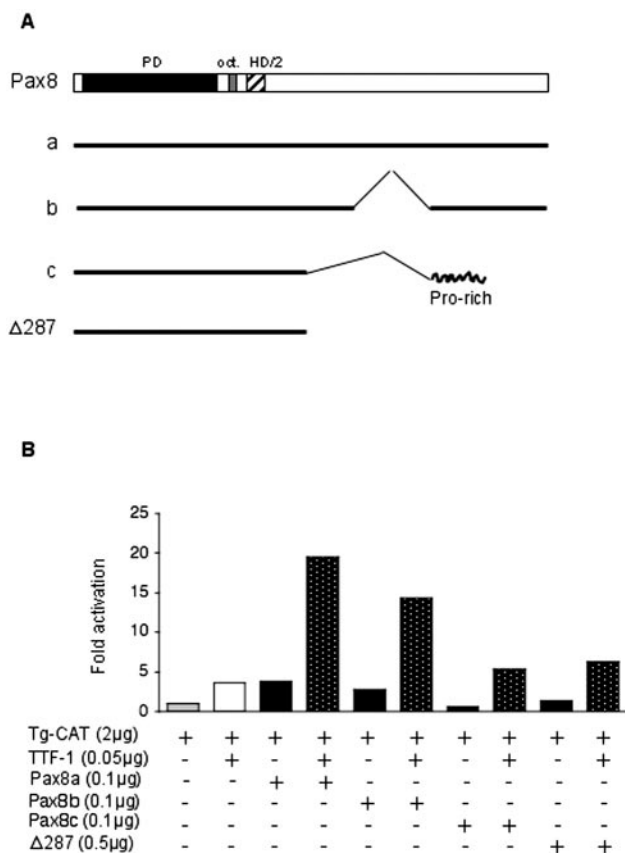 A
PD oct. HD/2
Pax8
a
b
c
Pro-rich
Δ287
B
25
20
15
10
5
0
Fold activation
Tg-CAT (2µg) + + + + + + + + + +
TTF-1 (0.05µg) - + - + - + - + - +
Pax8a (0.1µg) - - + + - - - - - -
Pax8b (0.1µg) - - - - + + - - - -
Pax8c (0.1µg) - - - - - - + + - -
Δ287 (0.5µg) - - - - - - - - + +